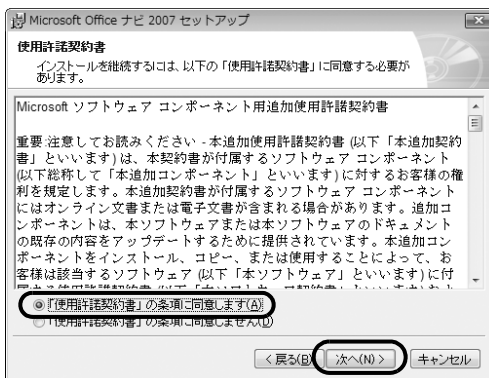 Microsoft Office ナビ 2007 セットアップ
使用許諾契約書
インストールを継続するには、以下の「使用許諾契約書」に同意する必要が
あります。
Microsoft ソフトウェア コンポーネント用追加使用許諾契約書
重要:注意してお読みください - 本追加使用許諾契約書 (以下「本追加契約
書」といいます) は、本契約書が付属するソフトウェア コンポーネント
(以下総称して「本追加コンポーネント」といいます) に対するお客様の権
利を規定します。本追加契約書が付属するソフトウェア コンポーネント
にはオンライン文書または電子文書が含まれる場合があります。追加コ
ンポーネントは、本ソフトウェアまたは本ソフトウェアのドキュメント
の既存の内容をアップデートするために提供されています。本追加コン
ポーネントをインストール、コピー、または使用することによって、お
客様は該当するソフトウェア (以下「本ソフトウェア」といいます) に付
「使用許諾契約書」の条項に同意します(A)
「使用許諾契約書」の条項に同意しません(D)
< 戻る(B)
次へ(N) >
キャンセル